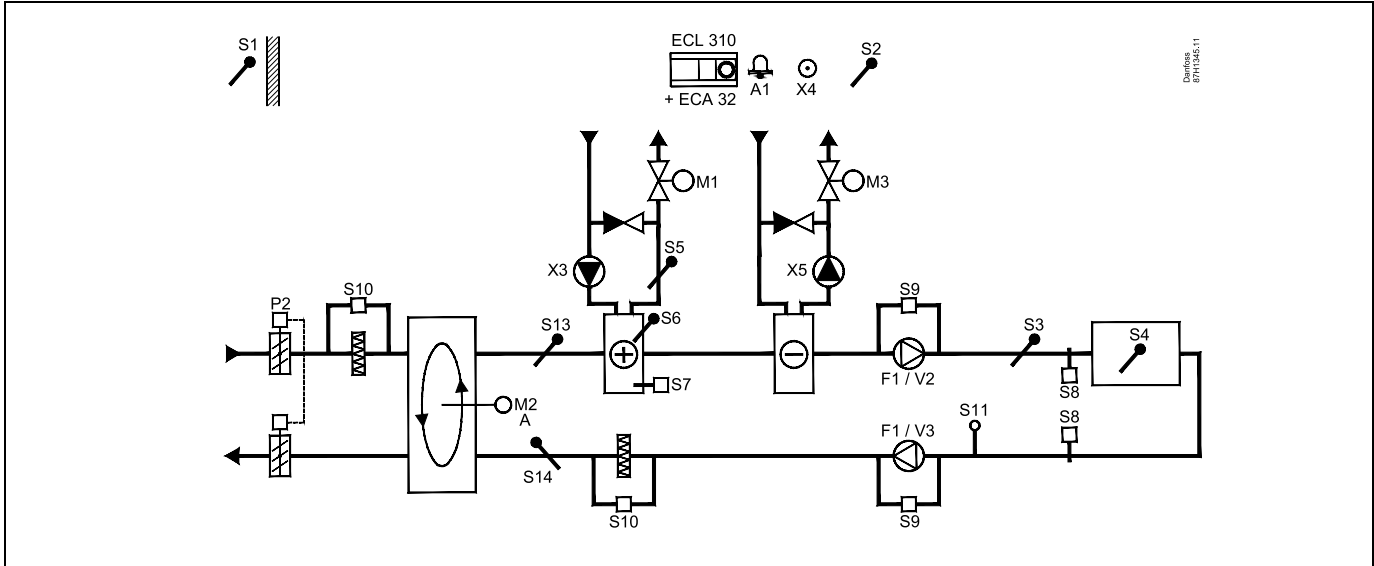 S1
ECL 310
+ ECA 32
A1
X4
S2
Danfoss
87H1345.11
M1
M3
S5
X3
X5
S10
P2
S13
S6
S9
S3
S4
F1 / V2
S7
S8
M2
A
S11
S8
F1 / V3
S14
S10
S9